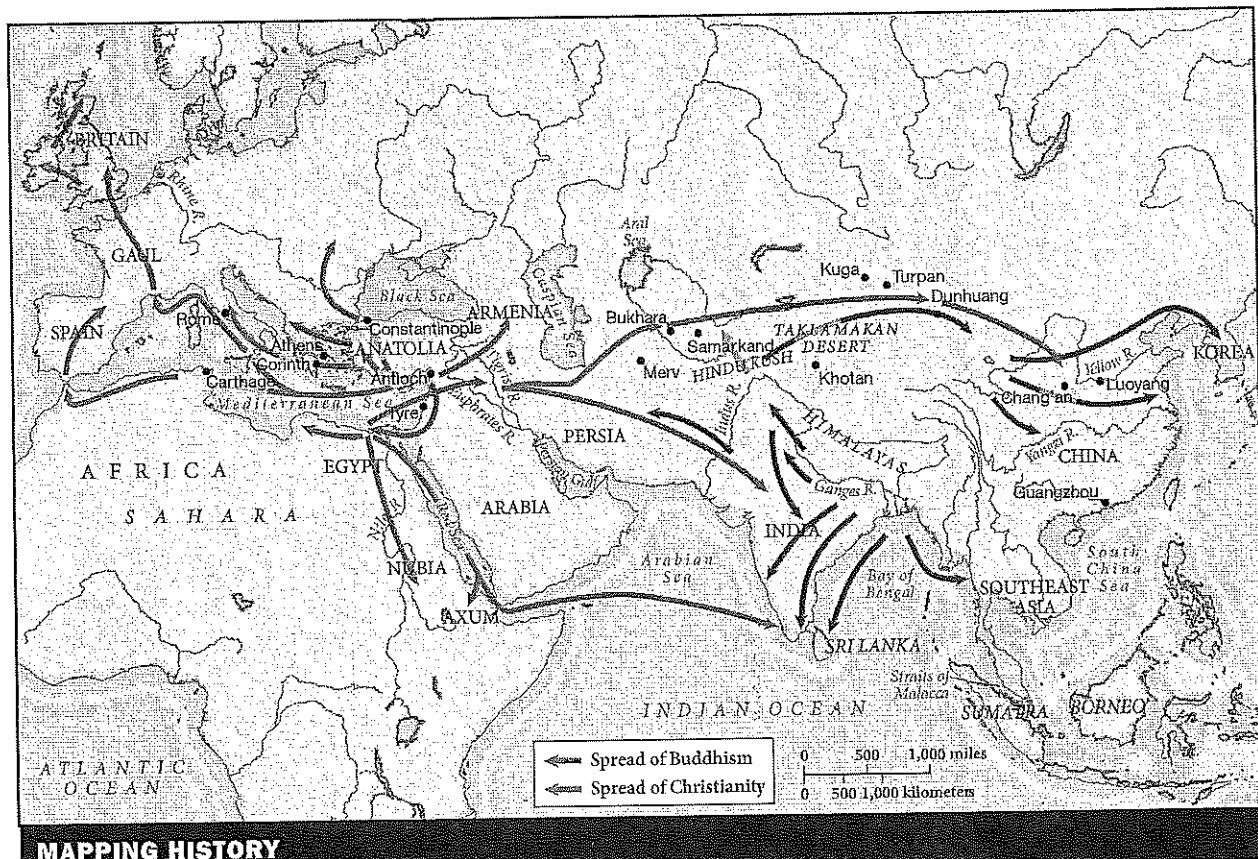 BRITAIN
Rhine R.
GAUL
SPAIN
Rome
Black Sea
ARMENIA
Caspian Sea
Aral
Sea
Kuga
Turpan
Dunhuang
Bukhara
Constantinople
Athens
ANATOLIA
Corinth
Carthage
Antioch
Tigris R.
Samarkand
TAKLAMAKAN
DESERT
HINDU KUSH
Merv
Khotan
KOREA
Yellow R.
Luoyang
Chang'an
Mediterranean Sea
Tyre
Euphrates R.
PERSIA
Indus R.
HIMALAYAS
Yangzi R.
CHINA
AFRICA
EGYPT
Persian Gulf
Ganges R.
Guangzhou
SAHARA
Nile R.
Red Sea
ARABIA
INDIA
NUBIA
Arabian
Sea
Bay of
Bengal
SOUTHEAST
ASIA
South
China
Sea
AXUM
SRI LANKA
Straits of
Malacca
INDIAN OCEAN
SUMATRA
BORNEO
ATLANTIC
OCEAN
Spread of Buddhism
Spread of Christianity
0 500 1,000 miles
0 500 1,000 kilometers
MAPPING HISTORY